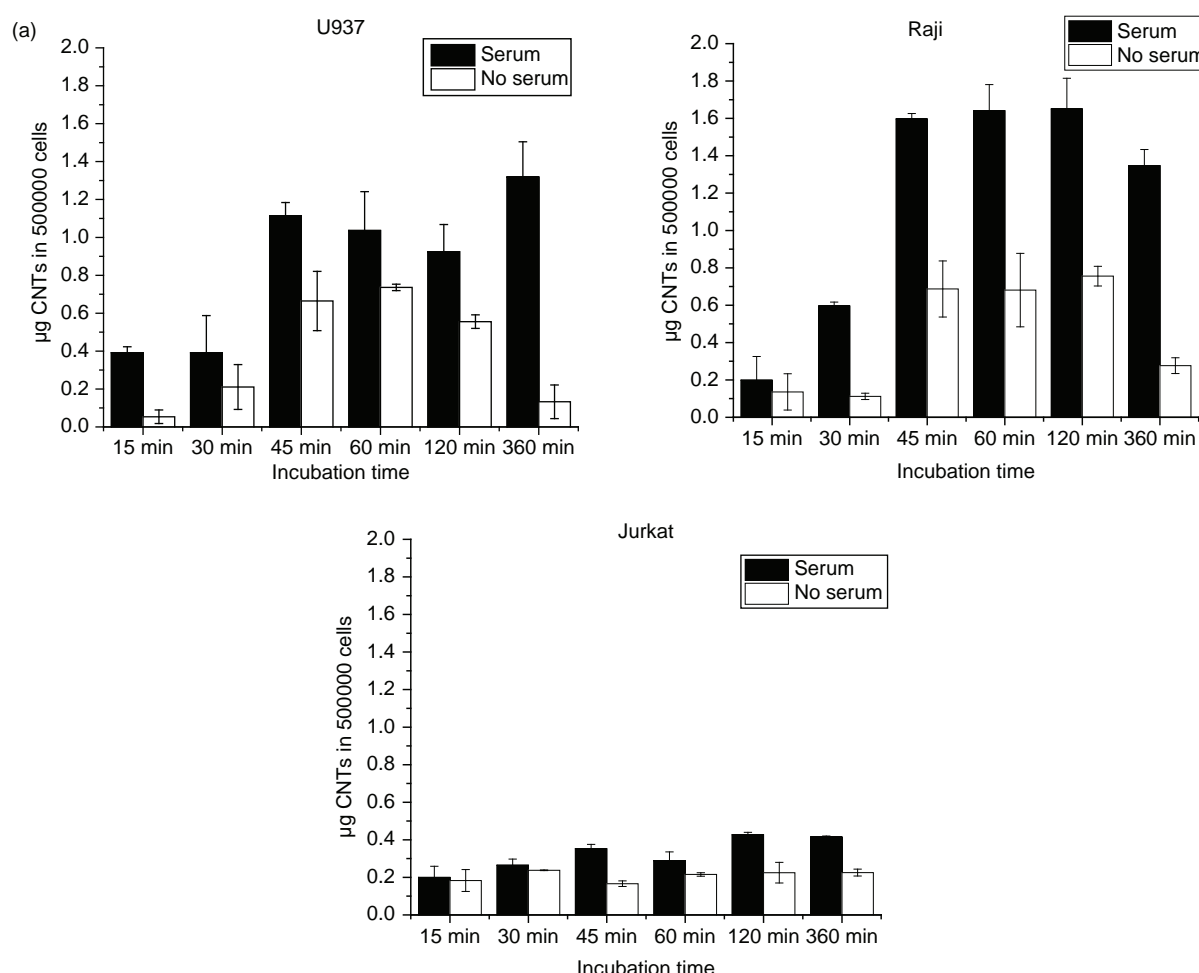 (a)
U937
Serum
No serum
2.0
1.8
1.6
1.4
1.2
1.0
0.8
0.6
0.4
0.2
0.0
µg CNTs in 500000 cells
15 min 30 min 45 min 60 min 120 min 360 min
Incubation time
Raji
Serum
No serum
2.0
1.8
1.6
1.4
1.2
1.0
0.8
0.6
0.4
0.2
0.0
µg CNTs in 500000 cells
15 min 30 min 45 min 60 min 120 min 360 min
Incubation time
Jurkat
Serum
No serum
2.0
1.8
1.6
1.4
1.2
1.0
0.8
0.6
0.4
0.2
0.0
µg CNTs in 500000 cells
15 min 30 min 45 min 60 min 120 min 360 min
Incubation time